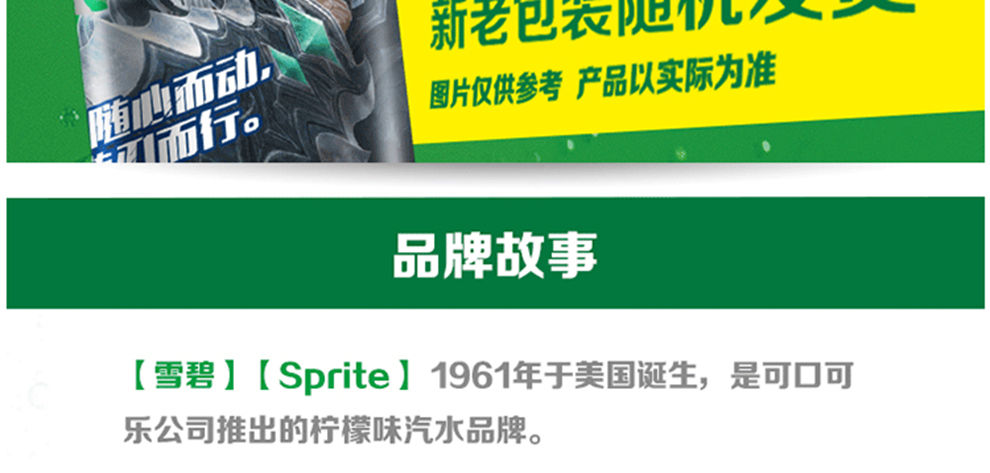 新老包装随机发货
图片仅供参考 产品以实际为准
随心而动,
而行。
品牌故事
【雪碧】【Sprite】1961年于美国诞生，是可口可
乐公司推出的柠檬味汽水品牌。